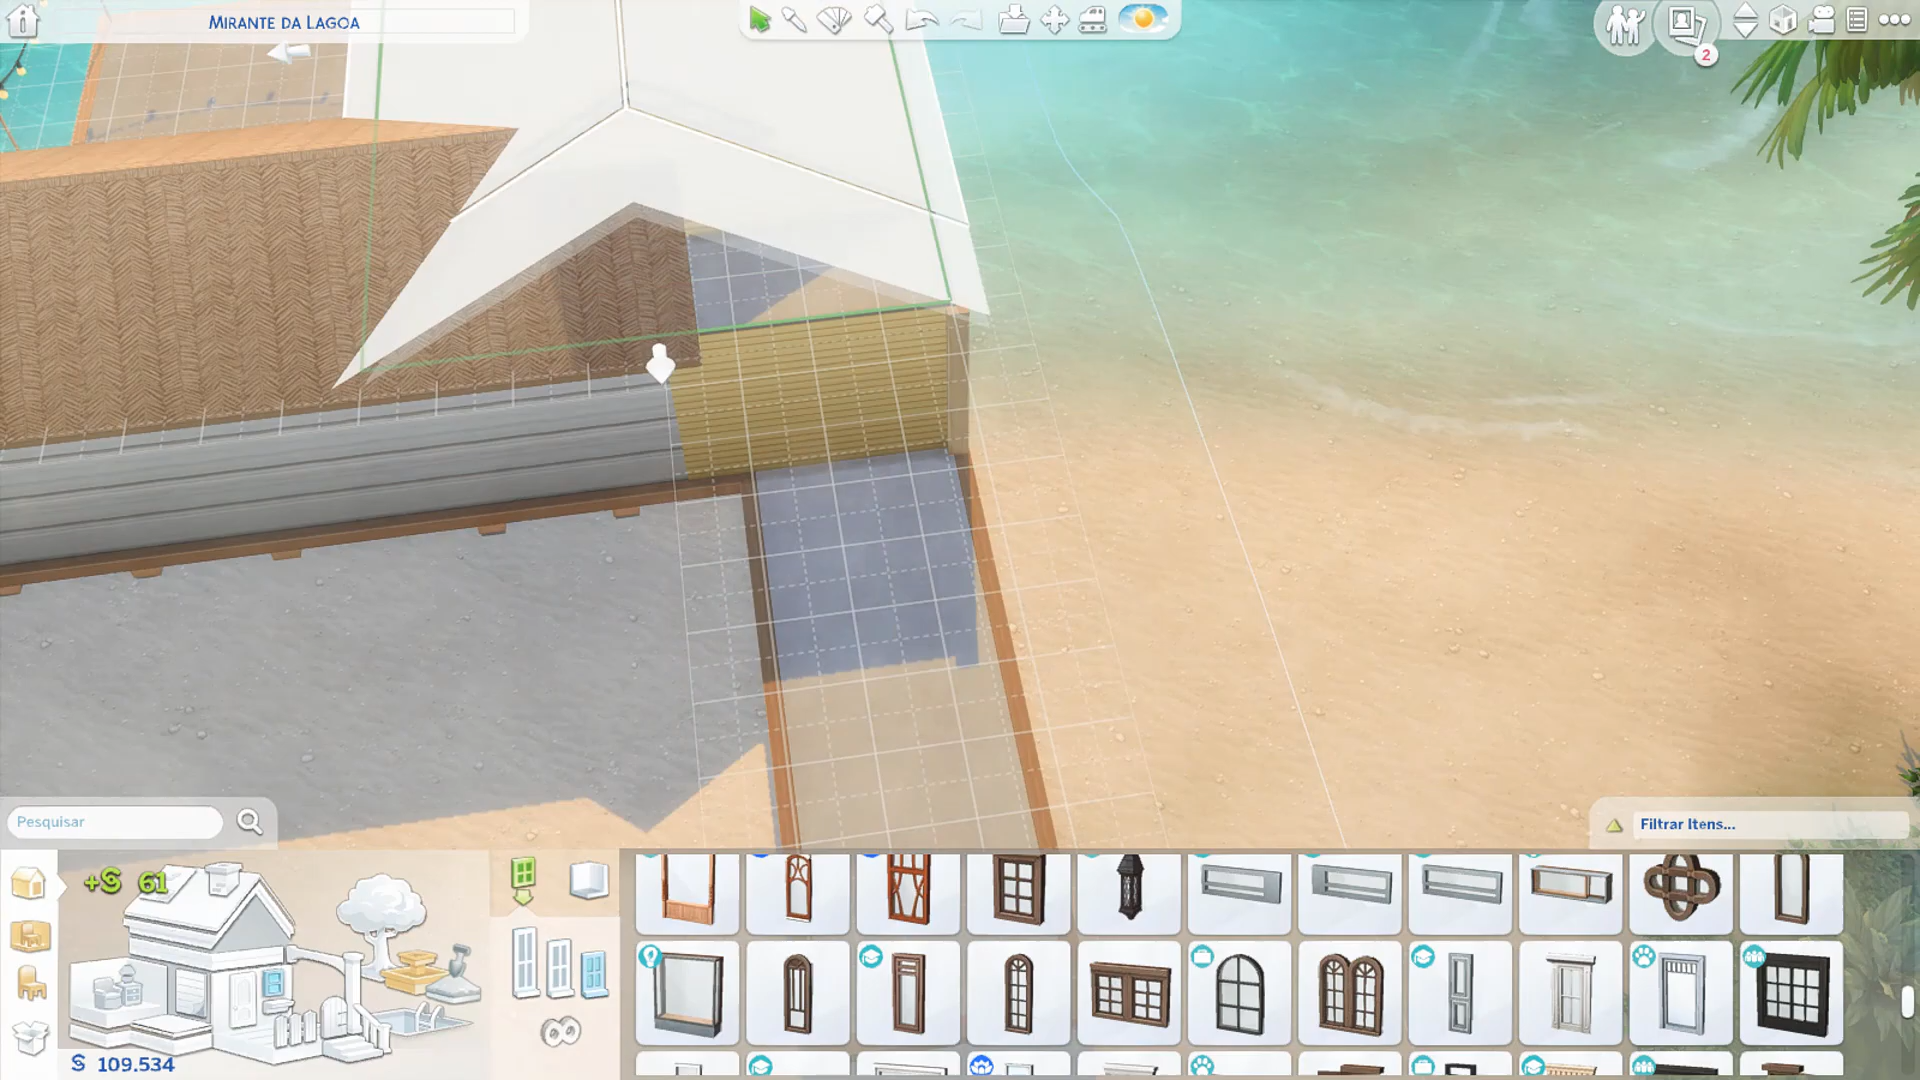 Mirante da Lagoa
2
Pesquisar
Filtrar Itens...
+§ 61
§ 109.534